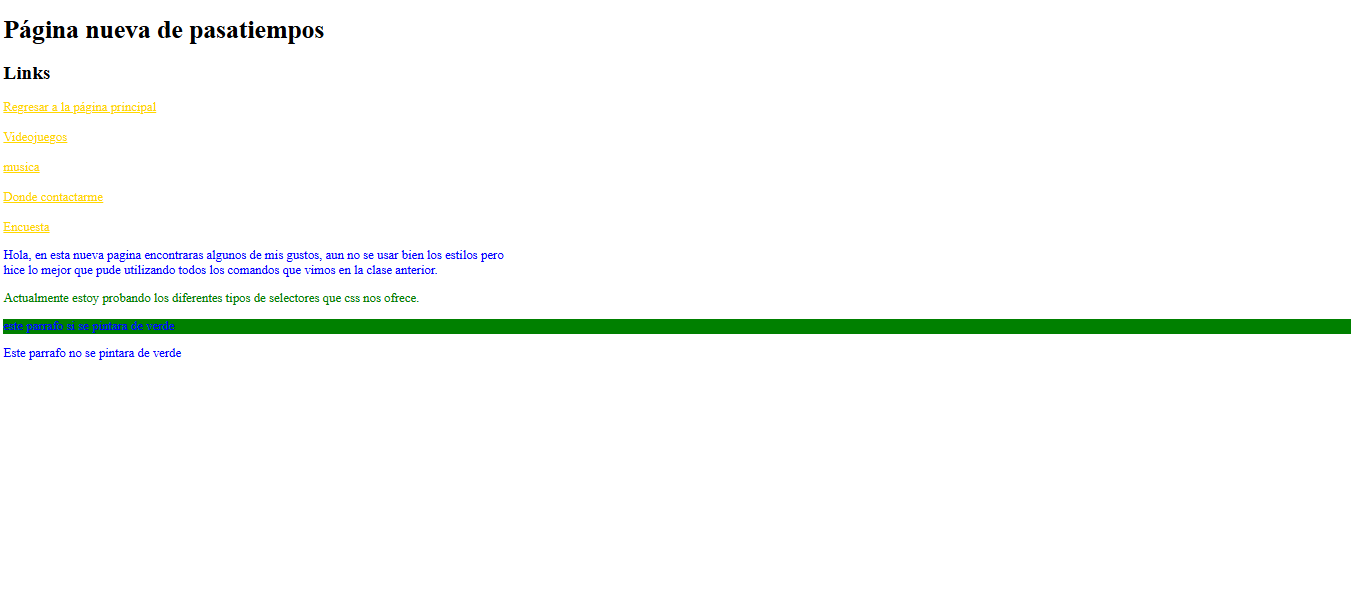 Página nueva de pasatiempos
Links
Regresar a la página principal
Videojuegos
musica
Donde contactarme
Encuesta
Hola, en esta nueva pagina encontraras algunos de mis gustos, aun no se usar bien los estilos pero
hice lo mejor que pude utilizando todos los comandos que vimos en la clase anterior.
Actualmente estoy probando los diferentes tipos de selectores que css nos ofrece.
este parrafo si se pintara de verde
Este parrafo no se pintara de verde